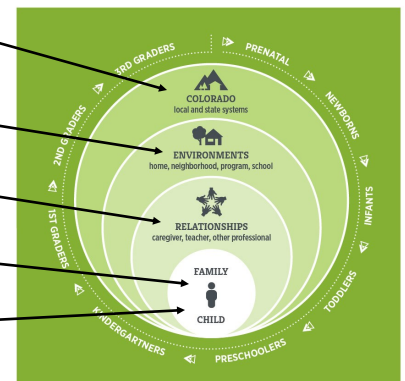 PRENATAL
NEWBORNS
INFANTS
TODDLERS
PRESCHOOLERS
KINDERGARTNERS
1ST GRADERS
2ND GRADERS
3RD GRADERS
COLORADO
local and state systems
ENVIRONMENTS
home, neighborhood, program, school
RELATIONSHIPS
caregiver, teacher, other professional
FAMILY
CHILD